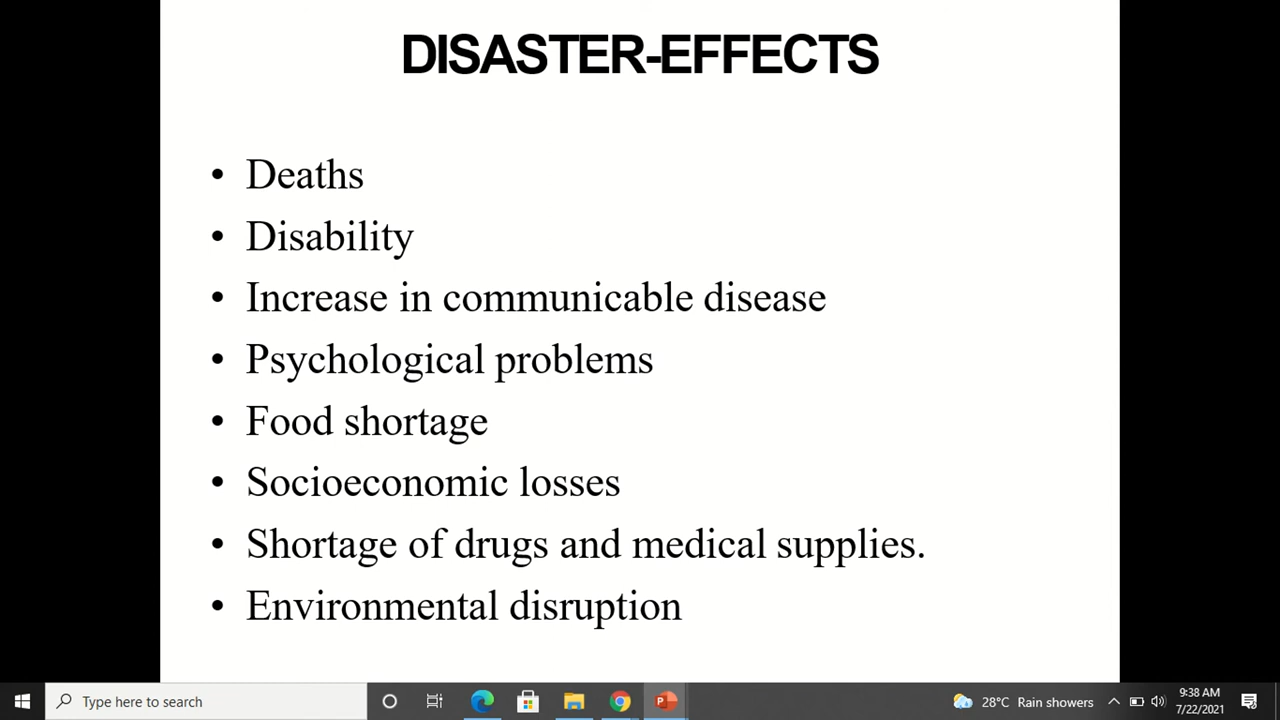 DISASTER-EFFECTS
• Deaths
• Disability
• Increase in communicable disease
• Psychological problems
• Food shortage
• Socioeconomic losses
• Shortage of drugs and medical supplies.
• Environmental disruption
Type here to search
28°C Rain showers
9:38 AM
7/22/2021